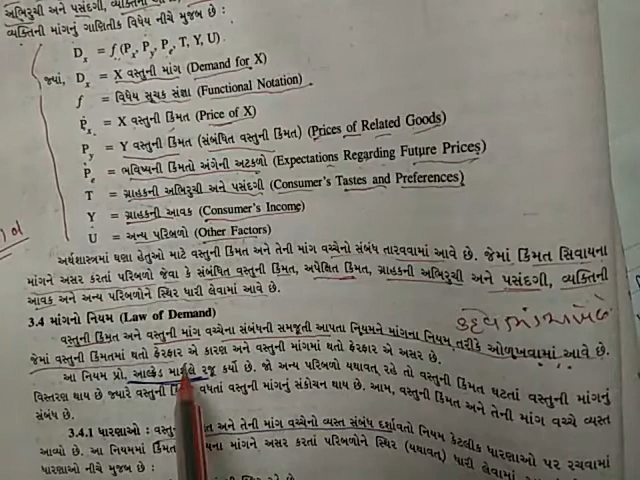 અભિરુચી અને પસંદગી, વ્યક્તિની
વ્યક્તિની માંગનું ગાણિતીક વિધેય નીચે મુજબ છે :
Dx = f (Px, Py, Pe, T, Y, U)
જ્યાં, Dx = X વસ્તુની માંગ (Demand for X)
f = વિધેય સૂચક સંજ્ઞા (Functional Notation)
Px = X વસ્તુની કિંમત (Price of X)
Py = Y વસ્તુની કિંમત (સંબંધિત વસ્તુની કિંમત) (Prices of Related Goods)
Pe = ભવિષ્યની કિંમતો અંગેની અટકળો (Expectations Regarding Future Prices)
T = ગ્રાહકની અભિરુચી અને પસંદગી (Consumer's Tastes and Preferences)
Y = ગ્રાહકની આવક (Consumer's Income)
U = અન્ય પરિબળો (Other Factors)
અર્થશાસ્ત્રમાં ઘણા હેતુઓ માટે વસ્તુની કિંમત અને તેની માંગ વચ્ચેનો સંબંધ તારવવામાં આવે છે. જેમાં કિંમત સિવાયના
માંગને અસર કરતાં પરિબળો જેવા કે સંબંધિત વસ્તુની કિંમત, અપેક્ષિત કિંમત, ગ્રાહકની અભિરુચી અને પસંદગી, વ્યક્તિની
આવક અને અન્ય પરિબળોને સ્થિર ધારી લેવામાં આવે છે.
3.4 માંગનો નિયમ (Law of Demand)
વસ્તુની કિંમત અને વસ્તુની માંગ વચ્ચેના સંબંધની સમજૂતી આપતા નિયમને માંગના નિયમ તરીકે ઓળખવામાં આવે છે.
જેમાં વસ્તુની કિંમતમાં થતો ફેરફાર એ કારણ અને વસ્તુની માંગમાં થતો ફેરફાર એ અસર છે.
આ નિયમ પ્રો. આલ્ફ્રેડ માર્શલે રજૂ કર્યો છે. જો અન્ય પરિબળો યથાવત્ રહે તો વસ્તુની કિંમત ઘટતાં વસ્તુની માંગનું
વિસ્તરણ થાય છે જ્યારે વસ્તુની કિંમત વધતાં વસ્તુની માંગનું સંકોચન થાય છે. આમ, વસ્તુની કિંમત અને તેની માંગ વચ્ચે વ્યસ્ત
સંબંધ છે.
3.4.1 ધારણાઓ : વસ્તુની કિંમત અને તેની માંગ વચ્ચેનો વ્યસ્ત સંબંધ દર્શાવતો નિયમ કેટલીક ધારણાઓ પર રચવામાં
આવ્યો છે. આ નિયમમાં કિંમત સિવાયના માંગને અસર કરતાં પરિબળોને સ્થિર (યથાવત્) ધારી લેવામાં
ધારણાઓ નીચે મુજબ છે :